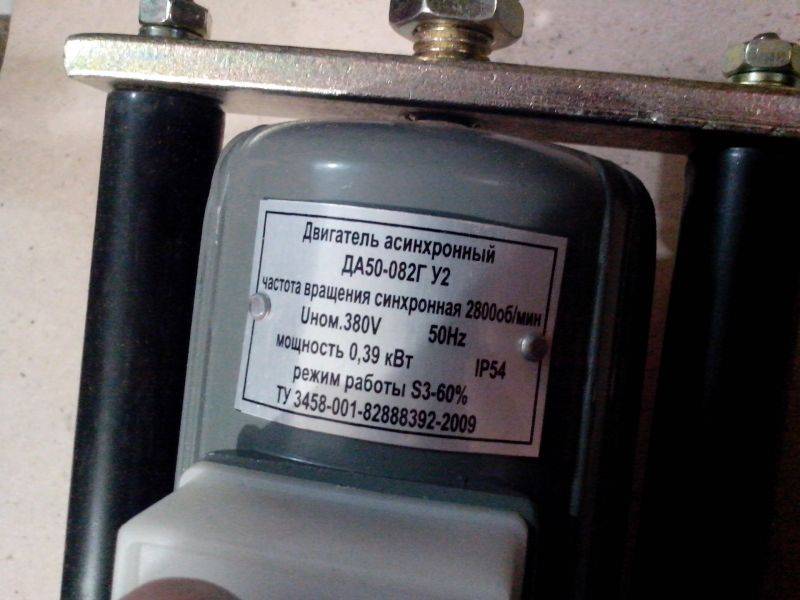 Двигатель асинхронный
ДА50-082Г У2
частота вращения синхронная 2800об/мин
Uном.380V 50Hz
мощность 0,39 кВт IP54
режим работы S3-60%
ТУ 3458-001-82888392-2009